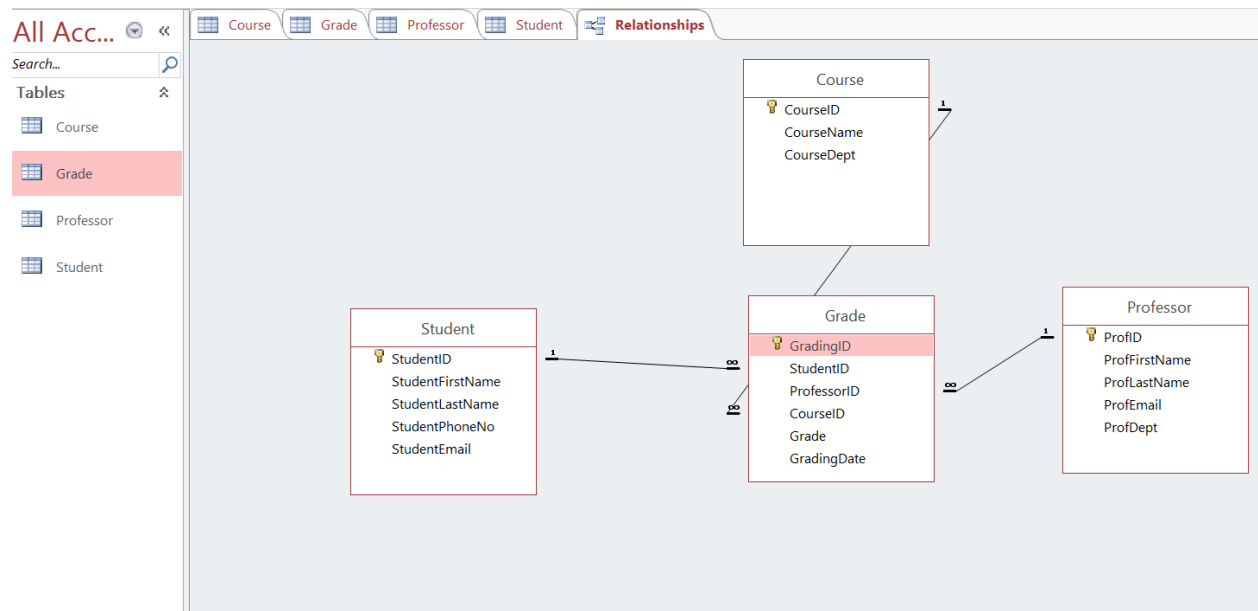 All Acc...
Search...
Tables
Course
Grade
Professor
Student
Course Grade Professor Student Relationships
Course
CourseID
CourseName
CourseDept
1
Student
StudentID
StudentFirstName
StudentLastName
StudentPhoneNo
StudentEmail
1
∞
∞
Grade
GradingID
StudentID
ProfessorID
CourseID
Grade
GradingDate
∞
1
Professor
ProfID
ProfFirstName
ProfLastName
ProfEmail
ProfDept